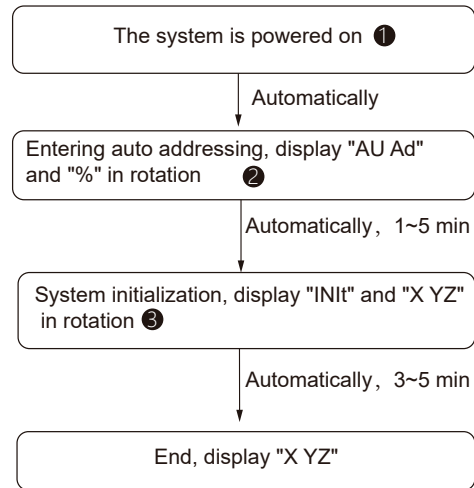 The system is powered on ❶
Automatically
Entering auto addressing, display "AU Ad"
and "%" in rotation ❷
Automatically, 1~5 min
System initialization, display "INIt" and "X YZ"
in rotation ❸
Automatically, 3~5 min
End, display "X YZ"